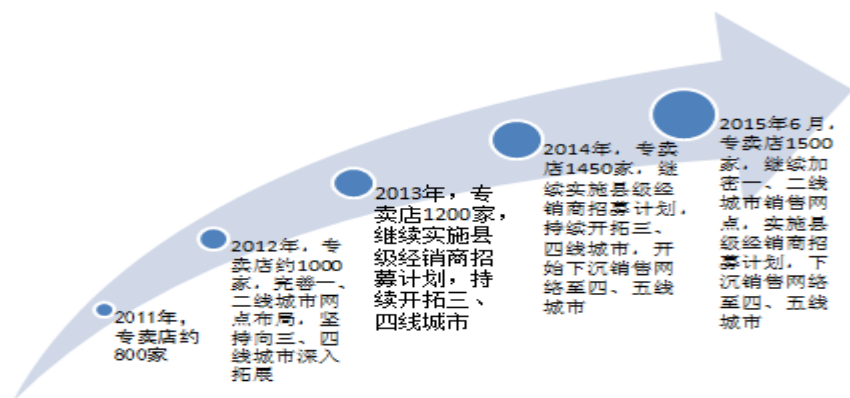 2011年，
专卖店约
800家
2012年，专
卖店约1000
家，完善一、
二线城市网
点布局，坚
持向三、四
线城市深入
拓展
2013年，专
卖店1200家，
继续实施县
级经销商招
募计划，持
续开拓三、
四线城市
2014年，专卖
店1450家，继
续实施县级经
销商招募计划，
持续开拓三、
四线城市，开
始下沉销售网
络至四、五线
城市
2015年6月，
专卖店1500
家，继续加
密一、二线
城市销售网
点，实施县
级经销商招
募计划，下
沉销售网络
至四、五线
城市